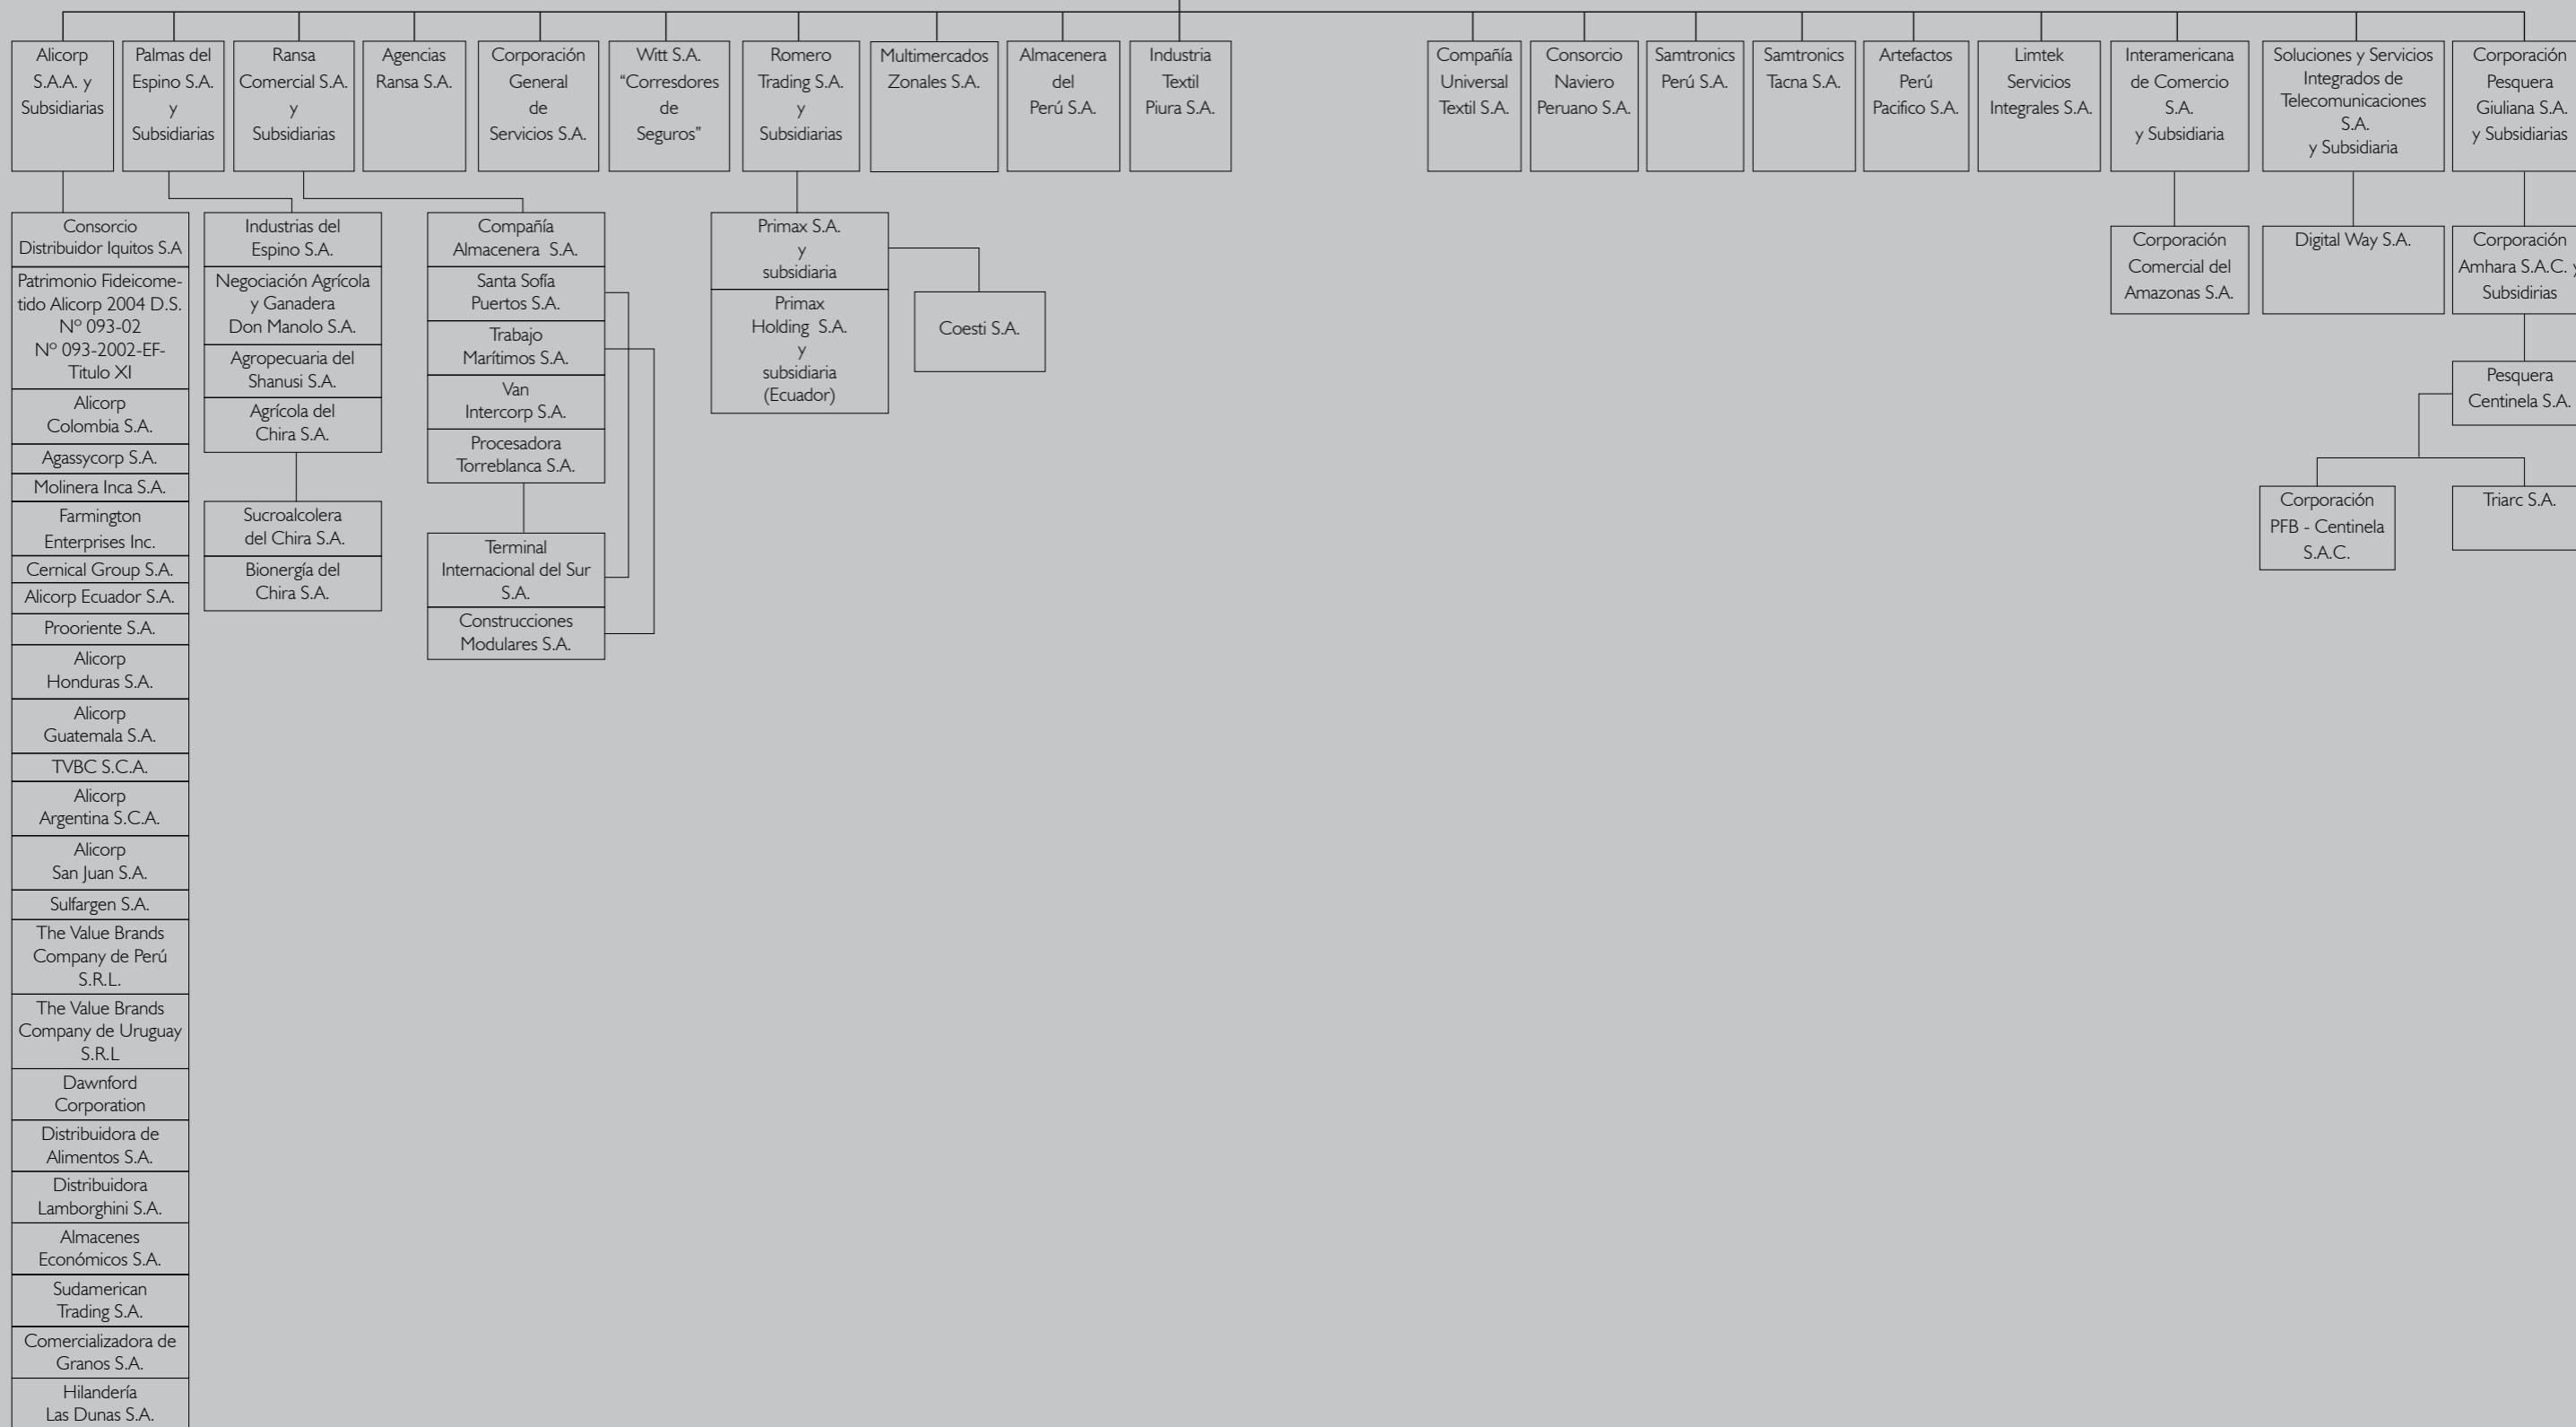 Alicorp
S.A.A. y
Subsidiarias
Palmas del
Espino S.A.
y
Subsidiarias
Ransa
Comercial S.A.
y
Subsidiarias
Agencias
Ransa S.A.
Corporación
General
de
Servicios S.A.
Witt S.A.
“Corresdores
de
Seguros”
Romero
Trading S.A.
y
Subsidiarias
Multimercados
Zonales S.A.
Almacenera
del
Perú S.A.
Industria
Textil
Piura S.A.
Compañía
Universal
Textil S.A.
Consorcio
Naviero
Peruano S.A.
Samtronics
Perú S.A.
Samtronics
Tacna S.A.
Artefactos
Perú
Pacifico S.A.
Limtek
Servicios
Integrales S.A.
Interamericana
de Comercio
S.A.
y Subsidiaria
Soluciones y Servicios
Integrados de
Telecomunicaciones
S.A.
y Subsidiaria
Corporación
Pesquera
Giuliana S.A.
y Subsidiarias
Consorcio
Distribuidor Iquitos S.A
Patrimonio Fideicome-
tido Alicorp 2004 D.S.
Nº 093-02
Nº 093-2002-EF-
Titulo XI
Alicorp
Colombia S.A.
Agassycorp S.A.
Molinera Inca S.A.
Farmington
Enterprises Inc.
Cernical Group S.A.
Alicorp Ecuador S.A.
Prooriente S.A.
Alicorp
Honduras S.A.
Alicorp
Guatemala S.A.
TVBC S.C.A.
Alicorp
Argentina S.C.A.
Alicorp
San Juan S.A.
Sulfargen S.A.
The Value Brands
Company de Perú
S.R.L.
The Value Brands
Company de Uruguay
S.R.L
Dawnford
Corporation
Distribuidora de
Alimentos S.A.
Distribuidora
Lamborghini S.A.
Almacenes
Económicos S.A.
Sudamerican
Trading S.A.
Comercializadora de
Granos S.A.
Hilandería
Las Dunas S.A.
Industrias del
Espino S.A.
Negociación Agrícola
y Ganadera
Don Manolo S.A.
Agropecuaria del
Shanusi S.A.
Agrícola del
Chira S.A.
Sucroalcolera
del Chira S.A.
Bionergía del
Chira S.A.
Compañía
Almacenera S.A.
Santa Sofía
Puertos S.A.
Trabajo
Marítimos S.A.
Van
Intercorp S.A.
Procesadora
Torreblanca S.A.
Terminal
Internacional del Sur
S.A.
Construcciones
Modulares S.A.
Primax S.A.
y
subsidiaria
Primax
Holding S.A.
y
subsidiaria
(Ecuador)
Coesti S.A.
Corporación
Comercial del
Amazonas S.A.
Digital Way S.A.
Corporación
Amhara S.A.C. y
Subsidirias
Pesquera
Centinela S.A.
Corporación
PFB - Centinela
S.A.C.
Triarc S.A.